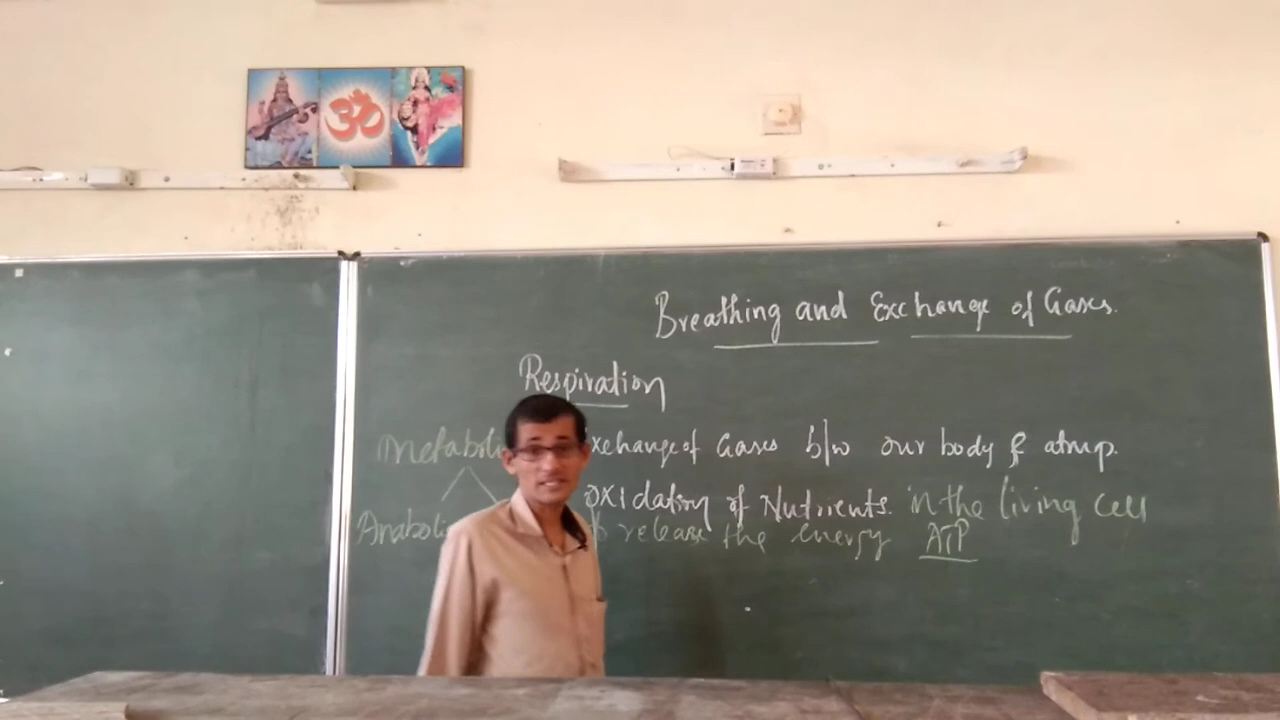 ॐ
Breathing and Exchange of Gases.
Respiration
Metaboli
xchange of Gases b/w our body & atmp.
oxidation of Nutrients. in the living cell
Anaboli
release the energy ATP